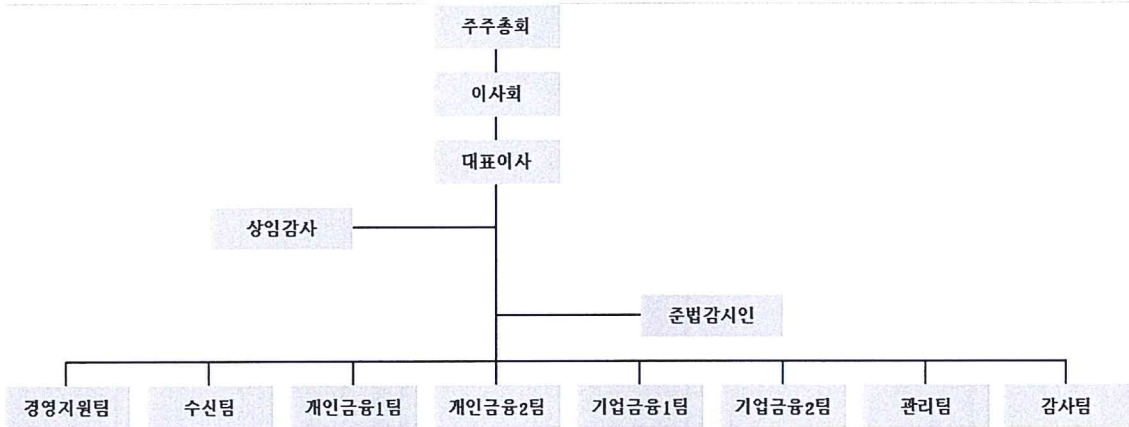 주주총회
이사회
대표이사
상임감사
준법감시인
경영지원팀 수신팀 개인금융1팀 개인금융2팀 기업금융1팀 기업금융2팀 관리팀 감사팀